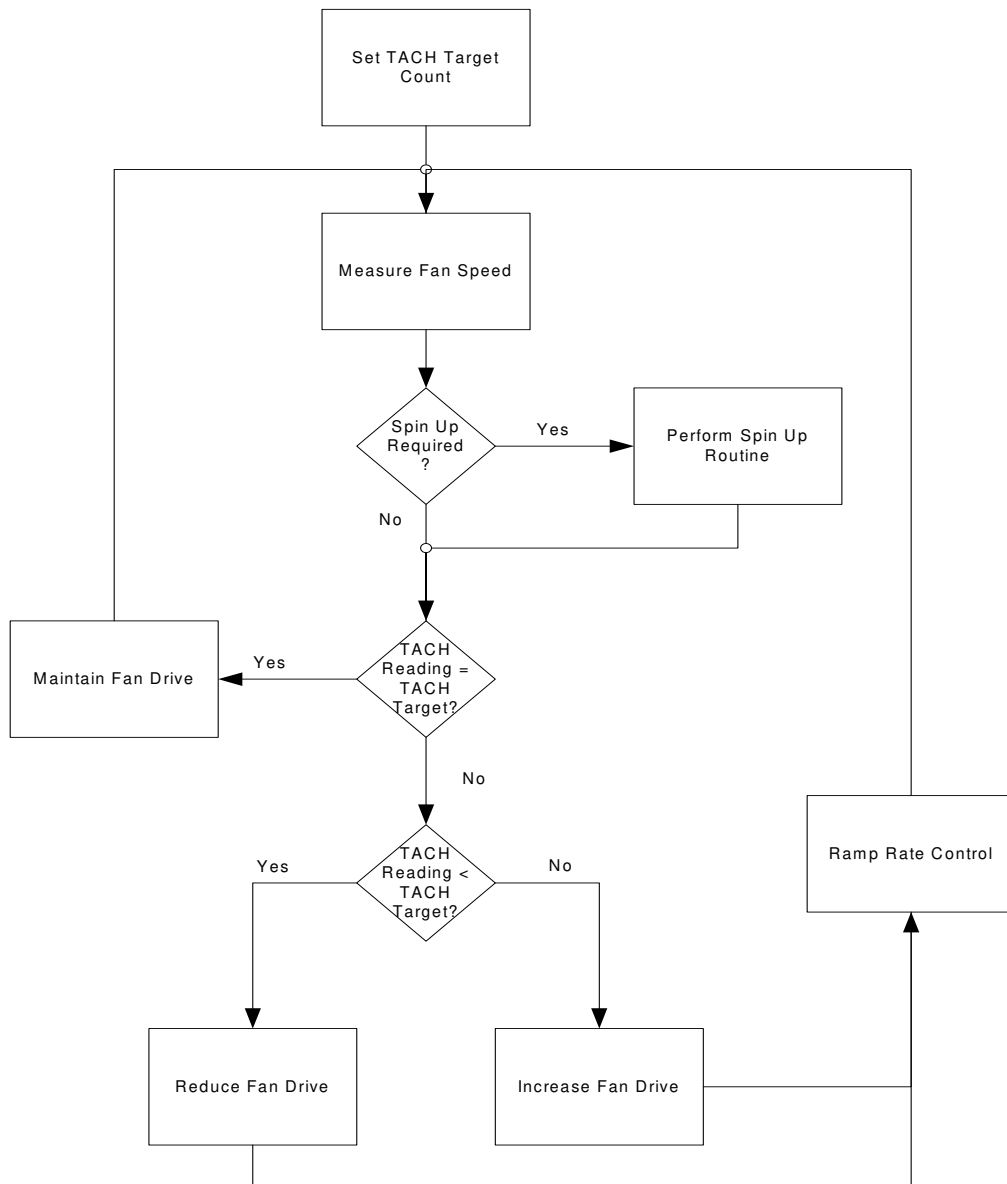 Set TACH Target
Count
Measure Fan Speed
Spin Up
Required
?
Yes
Perform Spin Up
Routine
No
TACH
Reading =
TACH
Target?
Yes
Maintain Fan Drive
No
TACH
Reading <
TACH
Target?
Yes
No
Ramp Rate Control
Reduce Fan Drive
Increase Fan Drive